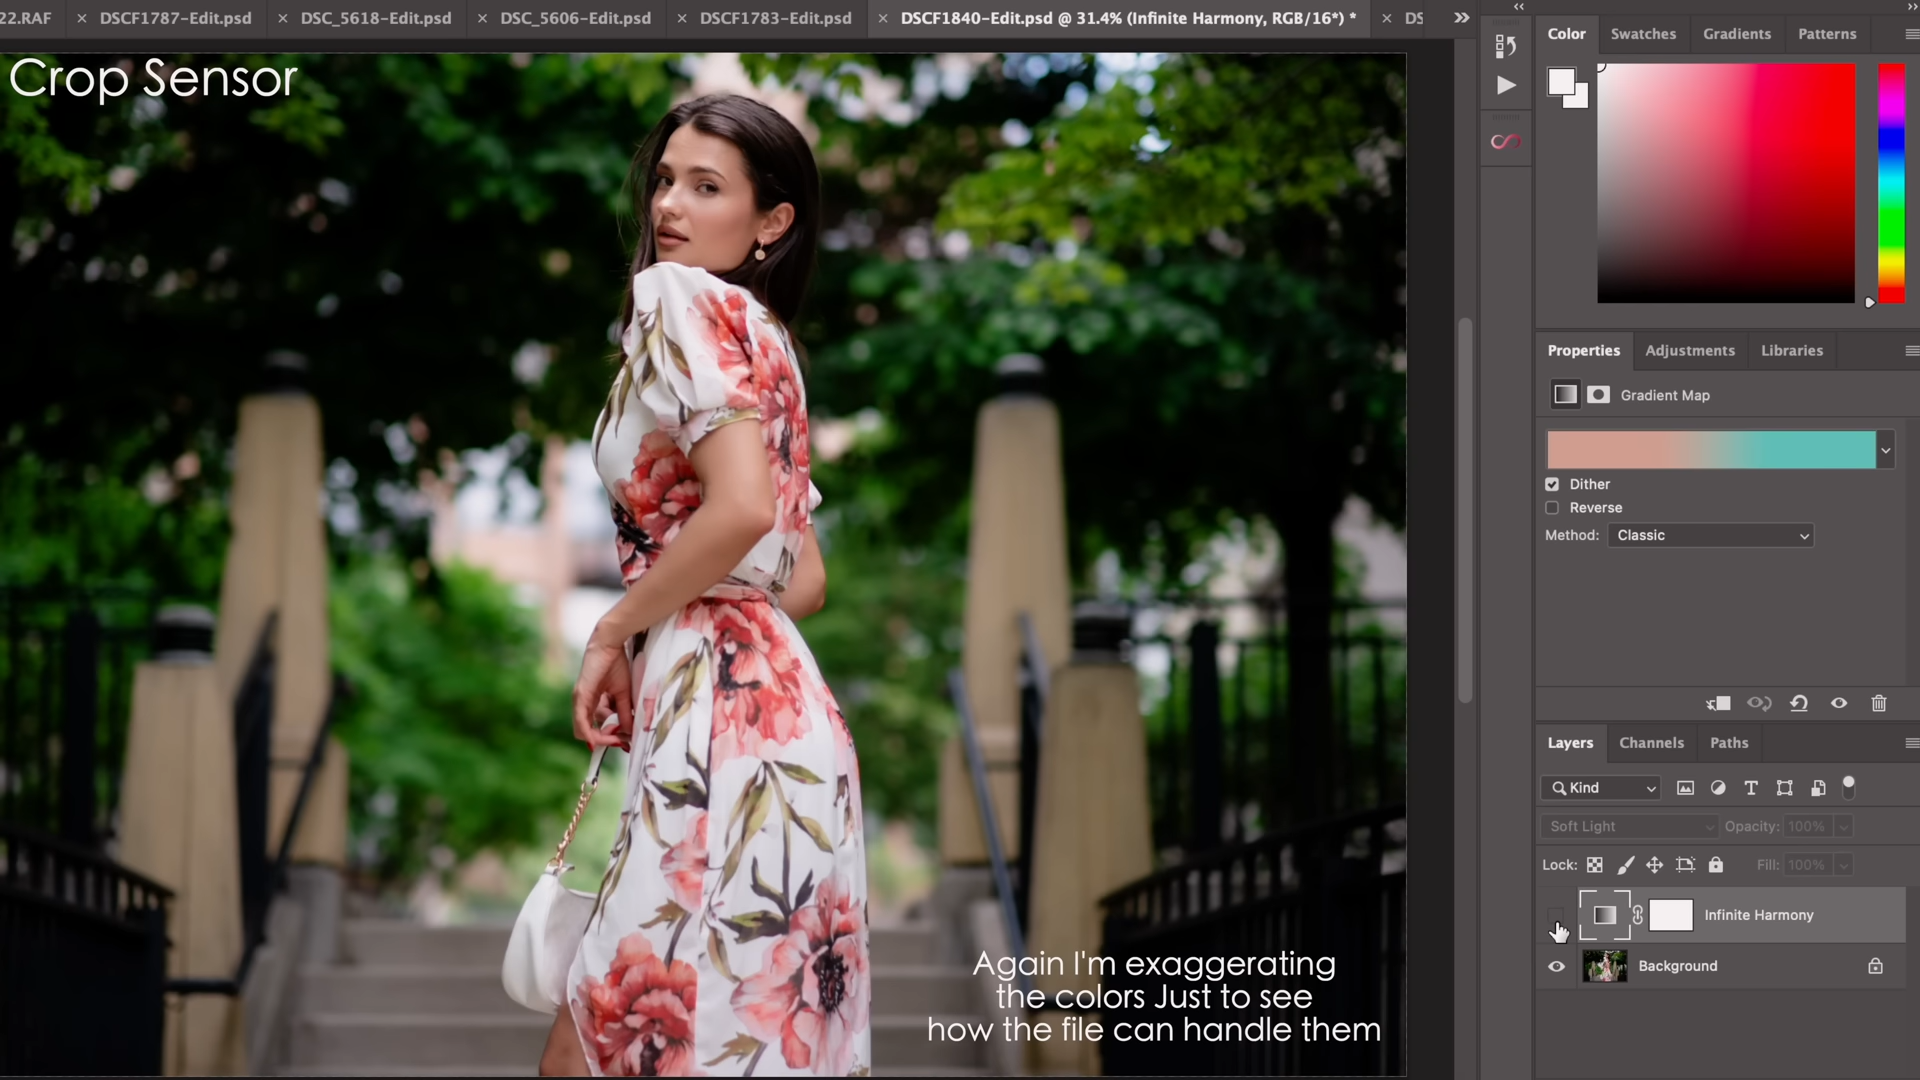 22.RAF
DSCF1787-Edit.psd
DSC_5618-Edit.psd
DSC_5606-Edit.psd
DSCF1783-Edit.psd
DSCF1840-Edit.psd @ 31.4% (Infinite Harmony, RGB/16*) *
DS
Crop Sensor
Again I'm exaggerating
the colors Just to see
how the file can handle them
Color
Swatches
Gradients
Patterns
Properties
Adjustments
Libraries
Gradient Map
Dither
Reverse
Method: Classic
Layers
Channels
Paths
Kind
Soft Light
Opacity: 100%
Lock:
Fill: 100%
Infinite Harmony
Background